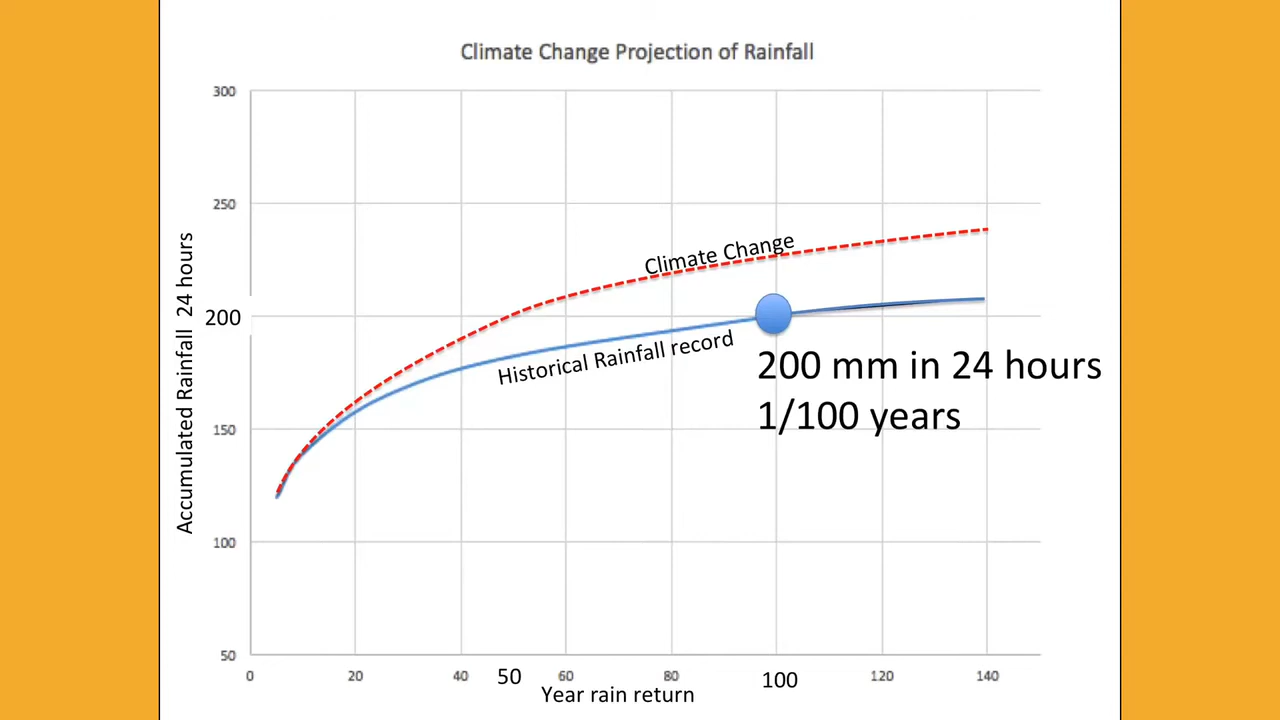 Climate Change Projection of Rainfall
300
250
200
150
100
50
Accumulated Rainfall 24 hours
Climate Change
Historical Rainfall record
200 mm in 24 hours
1/100 years
0 20 40 50 60 80 100 120 140
Year rain return